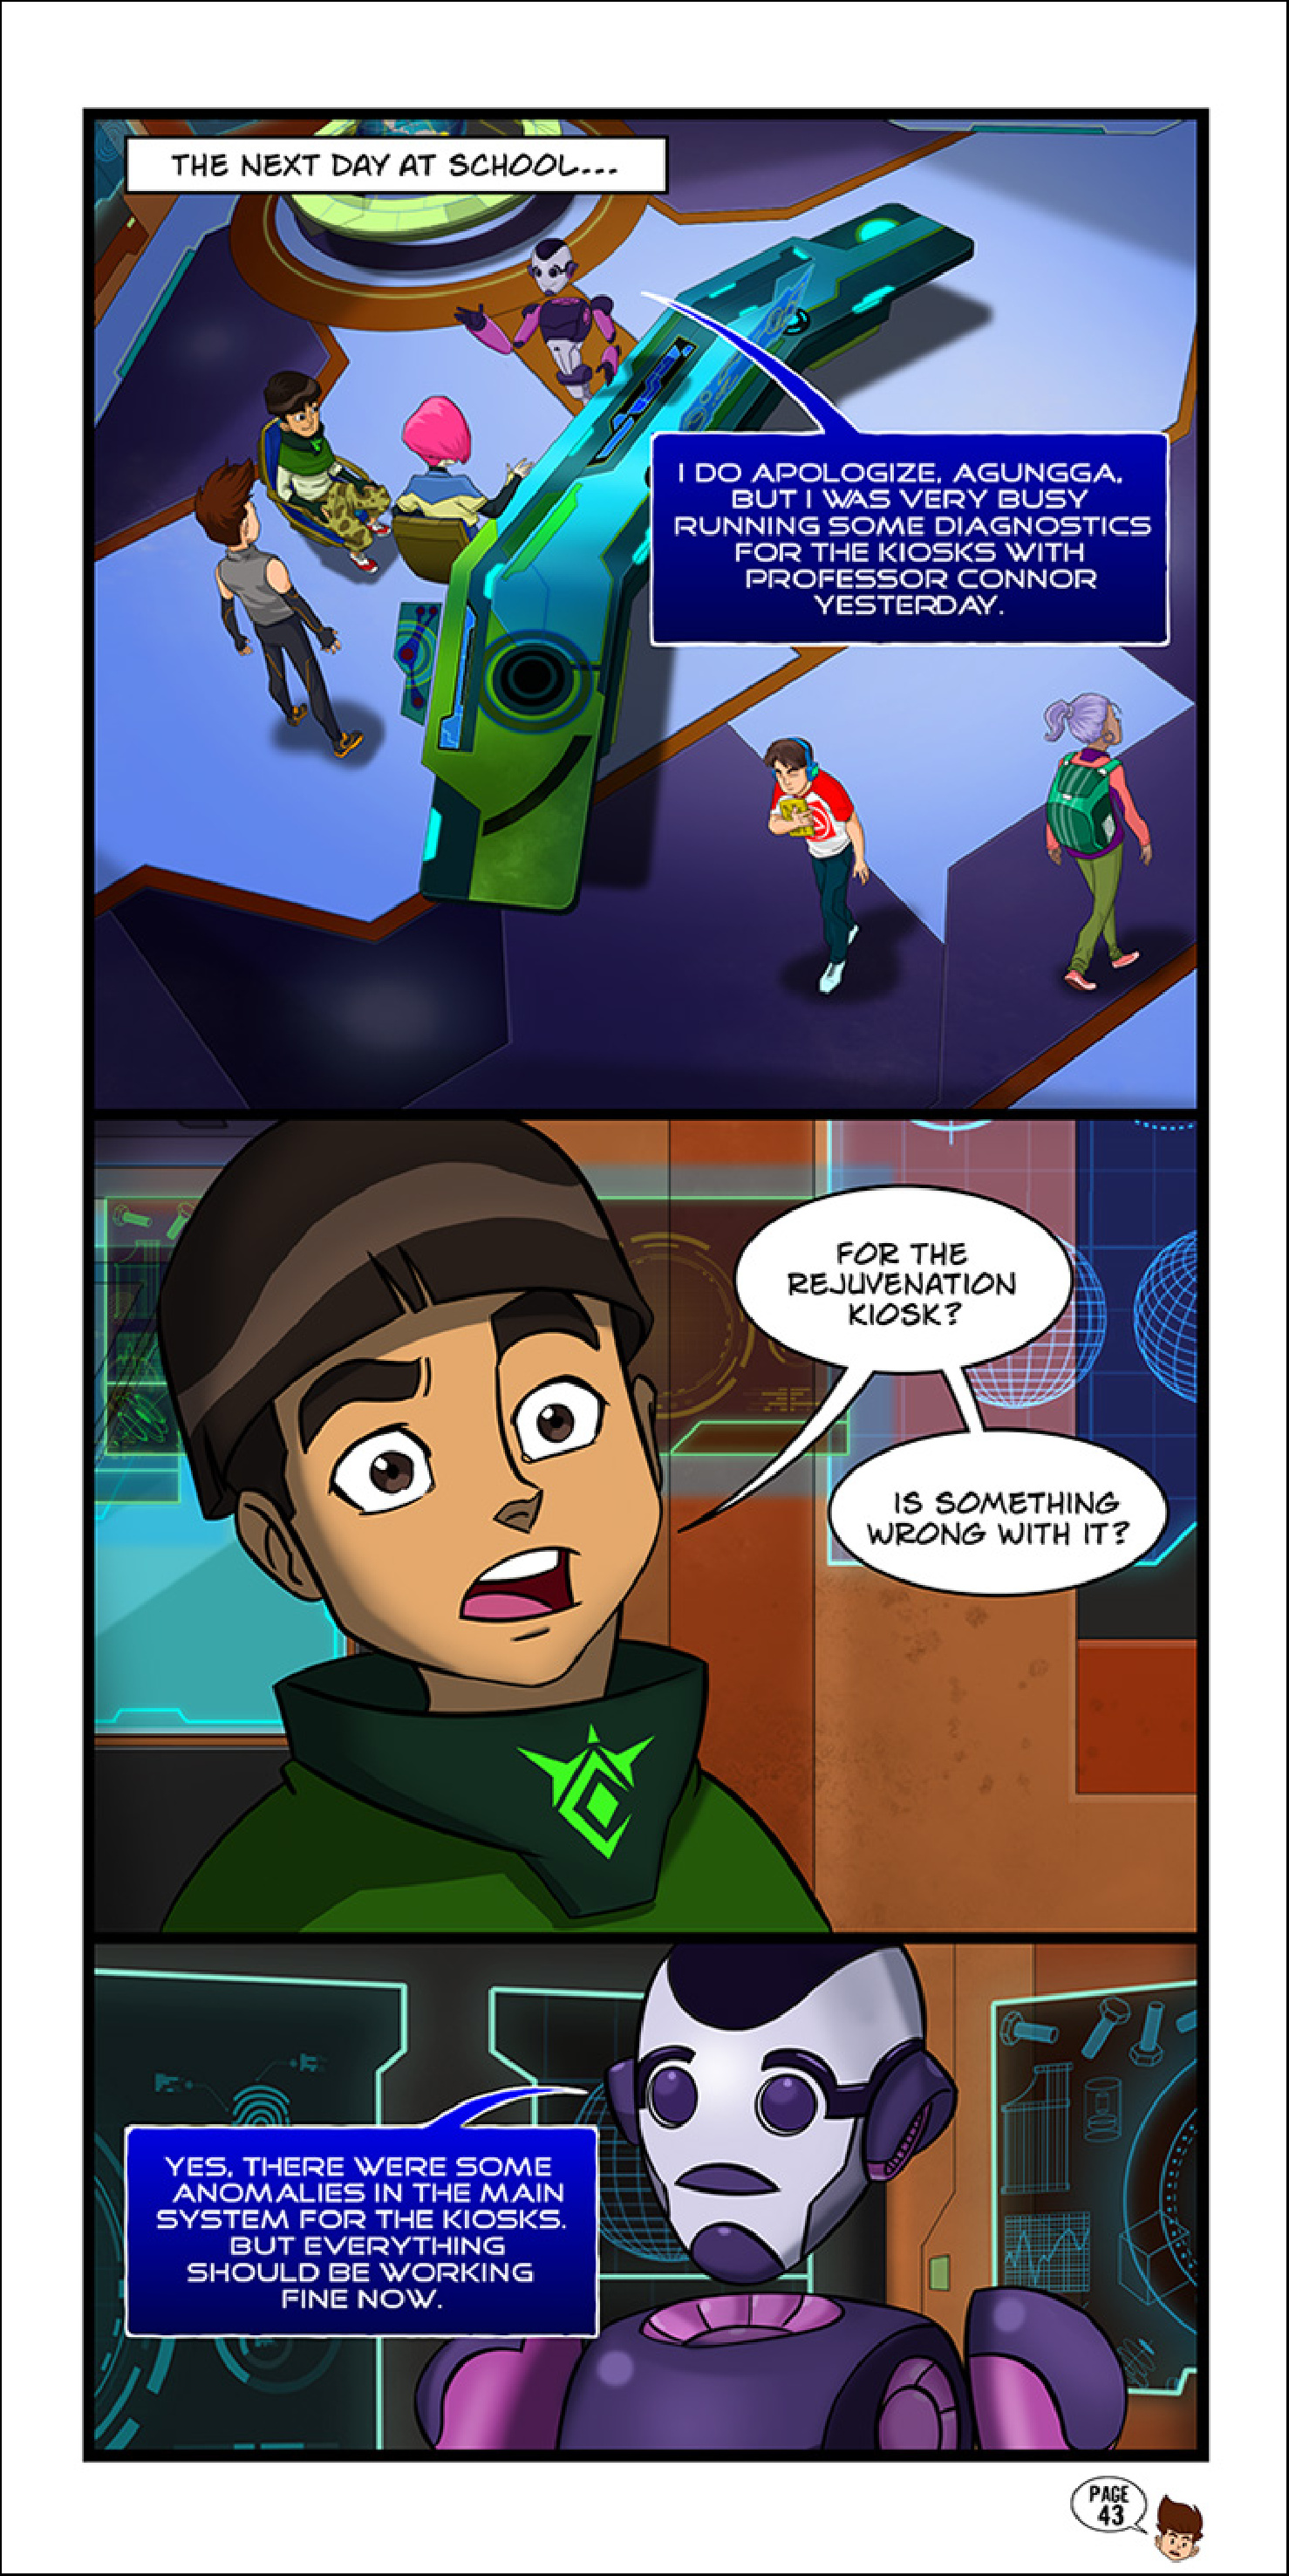 THE NEXT DAY AT SCHOOL...
I DO APOLOGIZE, AGUNGGA,
BUT I WAS VERY BUSY
RUNNING SOME DIAGNOSTICS
FOR THE KIOSKS WITH
PROFESSOR CONNOR
YESTERDAY.
FOR THE
REJUVENATION
KIOSK?
IS SOMETHING
WRONG WITH IT?
YES, THERE WERE SOME
ANOMALIES IN THE MAIN
SYSTEM FOR THE KIOSKS.
BUT EVERYTHING
SHOULD BE WORKING
FINE NOW.
PAGE
43